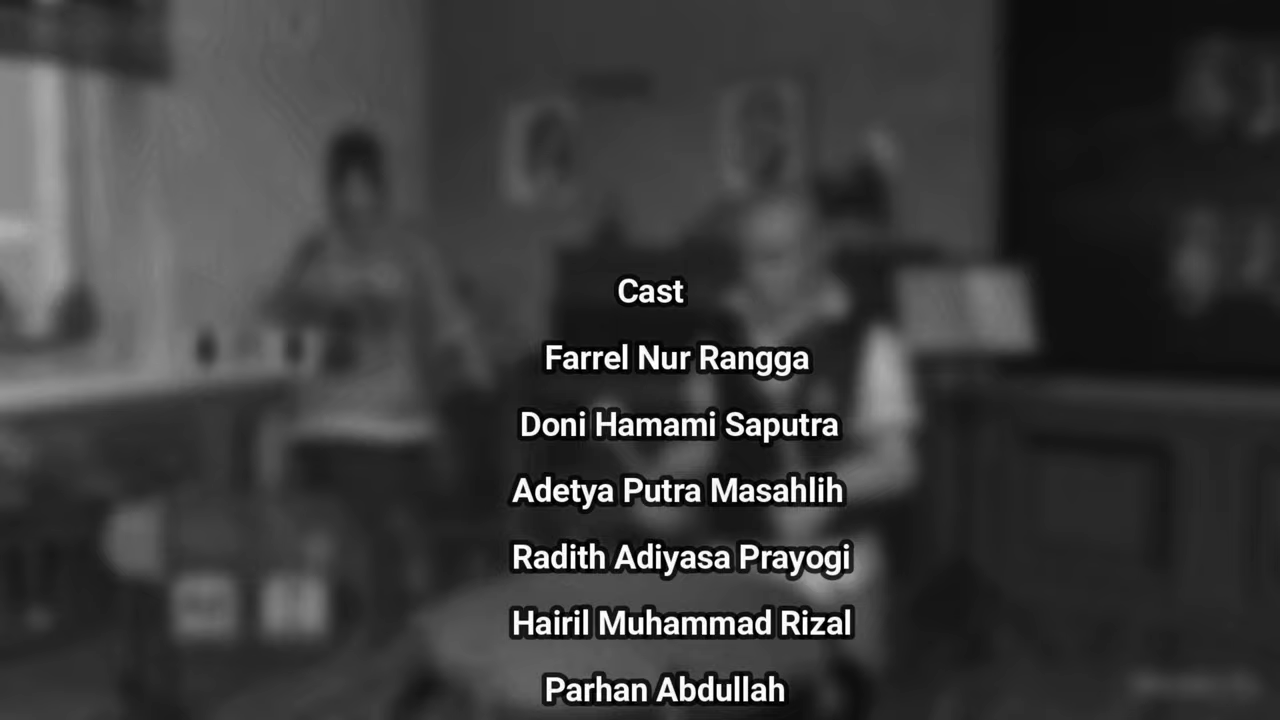 Cast
Farrel Nur Rangga
Doni Hamami Saputra
Adetya Putra Masahlih
Radith Adiyasa Prayogi
Hairil Muhammad Rizal
Parhan Abdullah